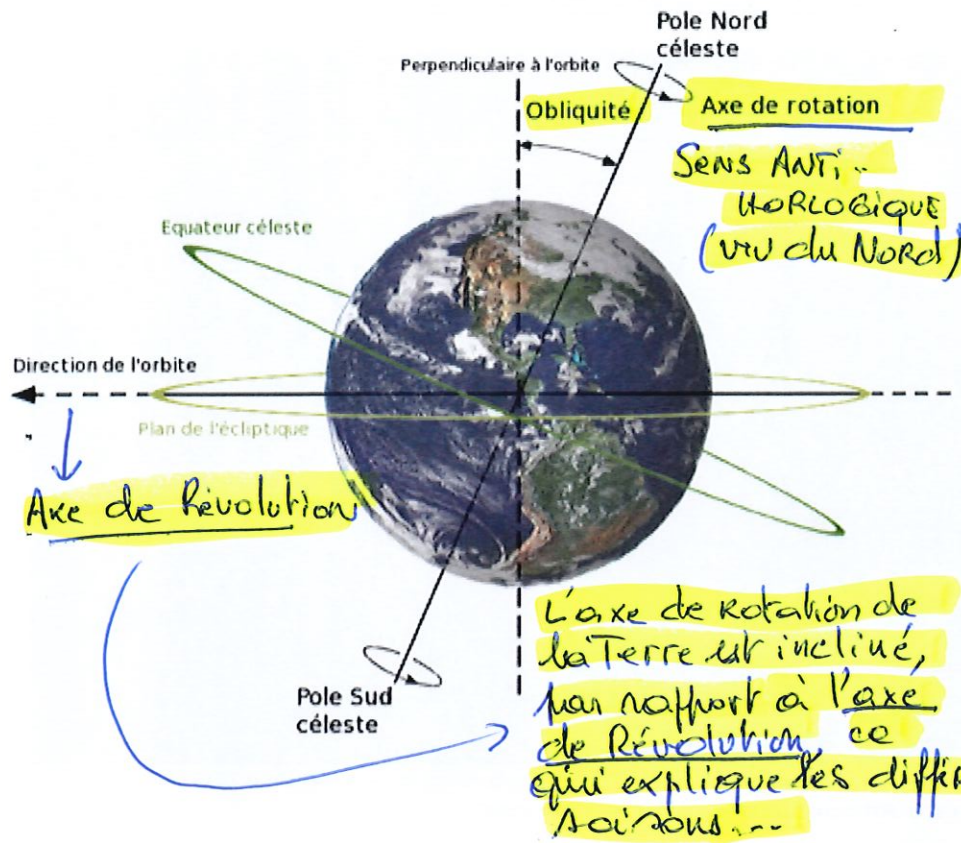 Pole Nord
céleste
Perpendiculaire à l'orbite
Obliquité
Axe de rotation
SENS ANTi-
HORLOGIQUE
(vu du NORD)
Equateur céleste
Direction de l'orbite
Plan de l'écliptique
Axe de Révolution
Pole Sud
céleste
L'axe de Rotation de
la Terre est incliné,
par rapport à l'axe
de Révolution, ce
qui explique les différ
saisons...